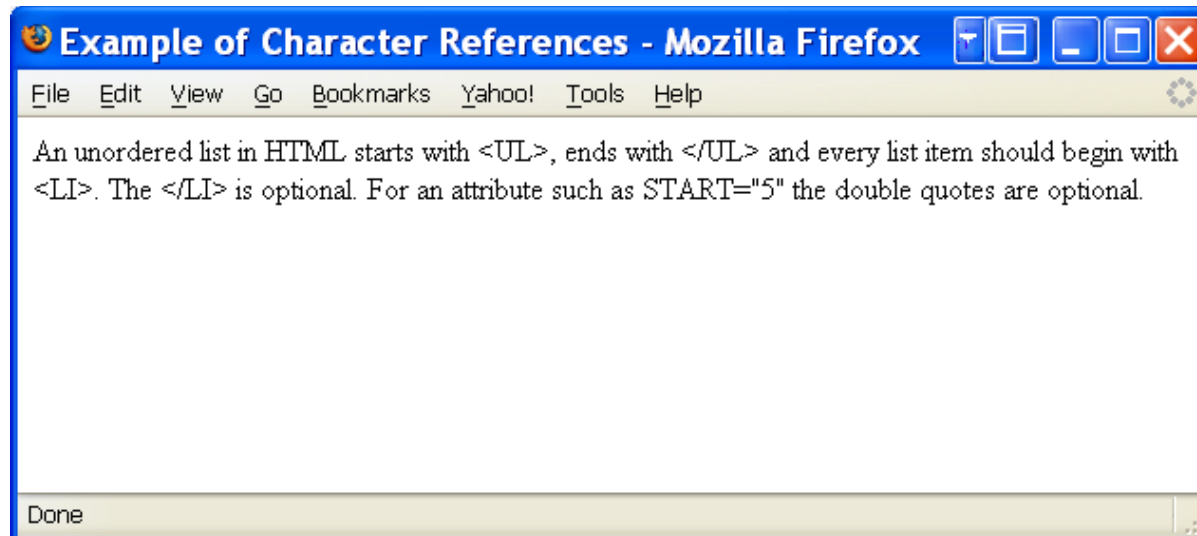 Example of Character References - Mozilla Firefox
File Edit View Go Bookmarks Yahoo! Tools Help
An unordered list in HTML starts with <UL>, ends with </UL> and every list item should begin with
<LI>. The </LI> is optional. For an attribute such as START="5" the double quotes are optional.
Done